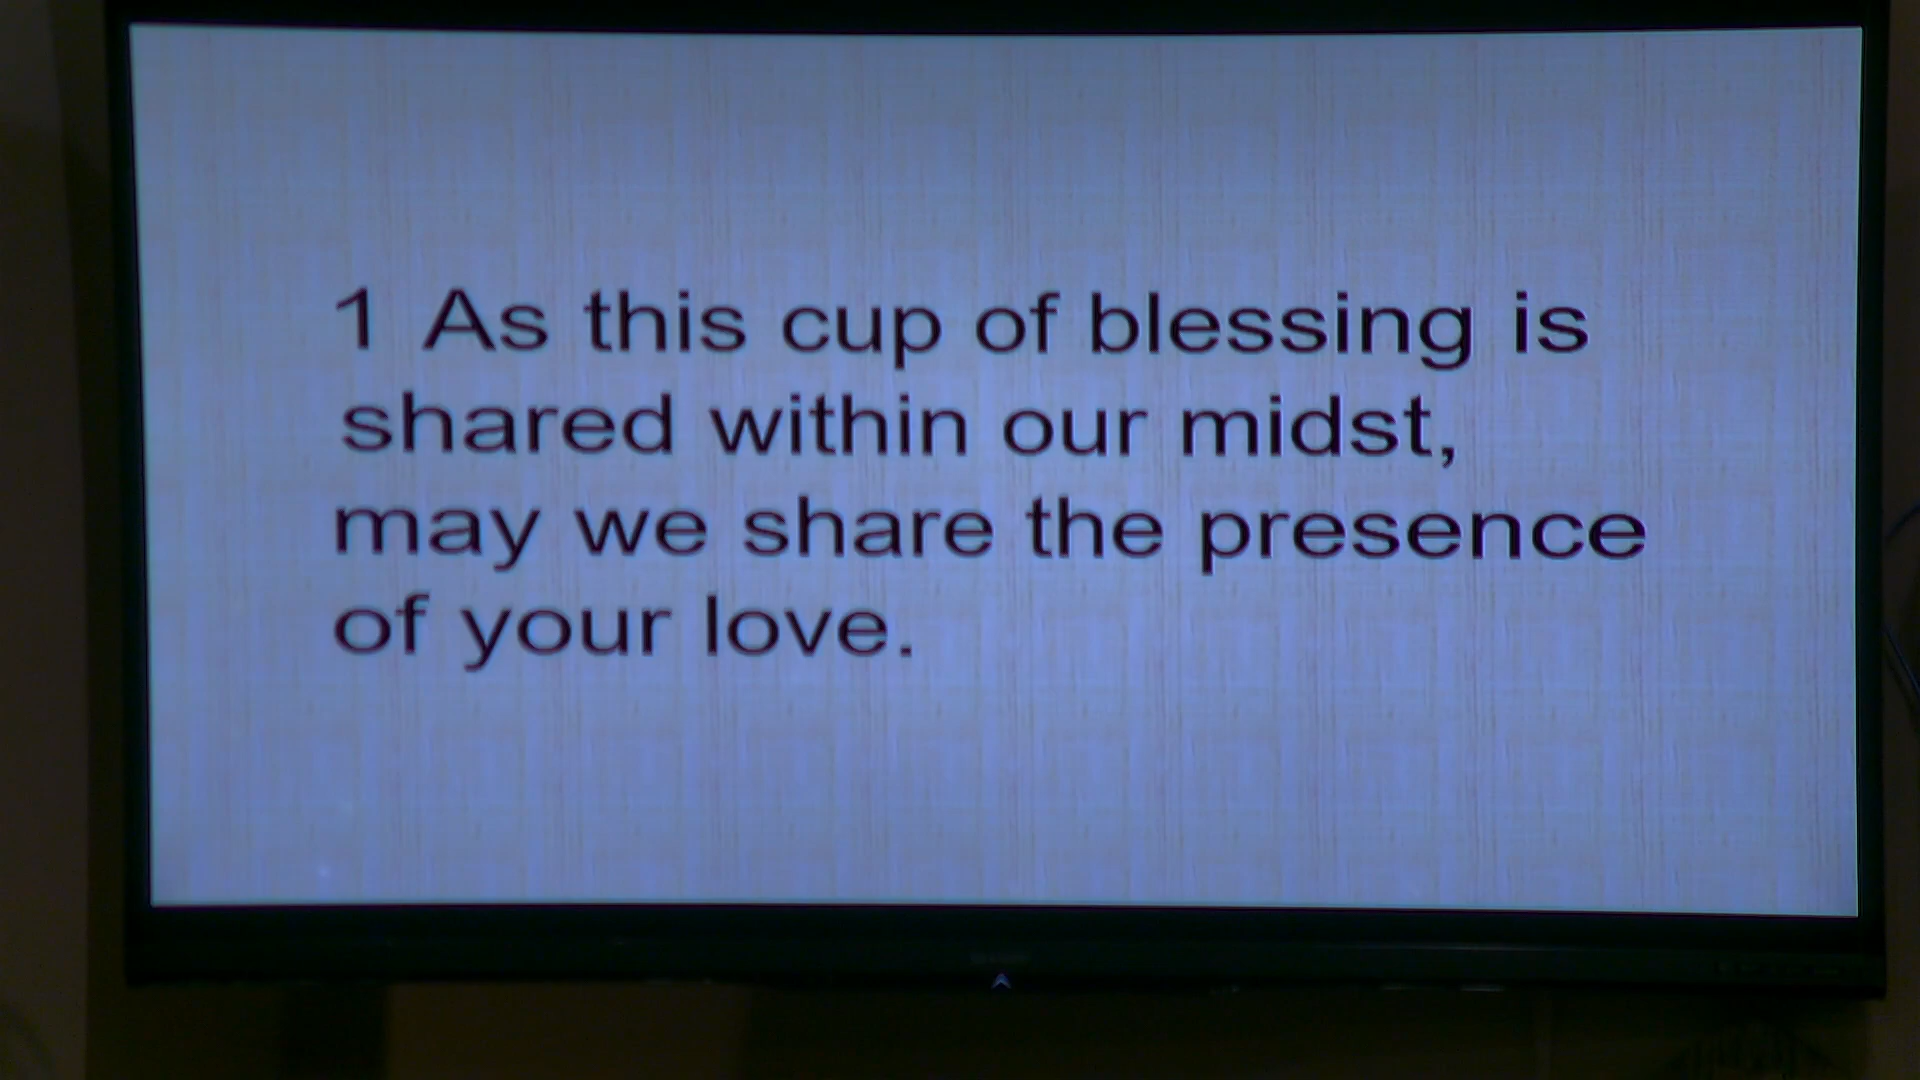 1 As this cup of blessing is
shared within our midst,
may we share the presence
of your love.